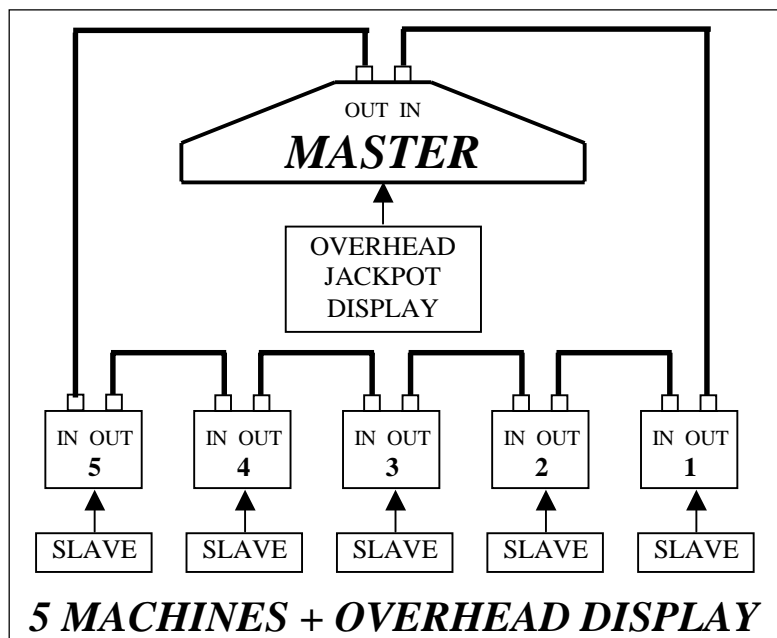 OUT IN
MASTER
OVERHEAD
JACKPOT
DISPLAY
IN OUT IN OUT IN OUT IN OUT IN OUT
5 4 3 2 1
SLAVE SLAVE SLAVE SLAVE SLAVE
5 MACHINES + OVERHEAD DISPLAY